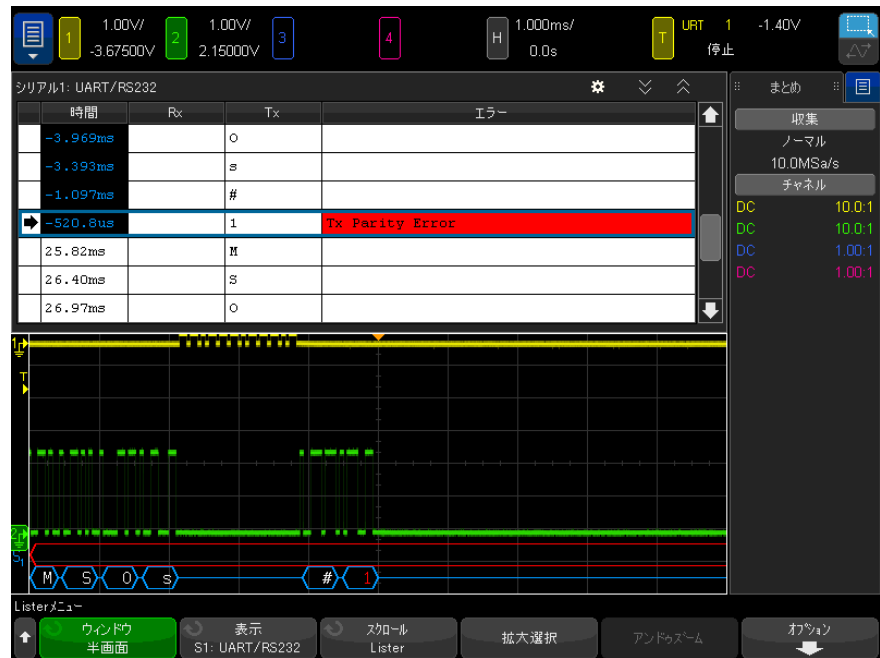 1 1.00V/ 2 1.00V/ 3 4 H 1.000ms/ T URT 1 -1.40V
-3.67500V 2.15000V 0.0s 停止
シリアル1: UART/RS232
時間 Rx Tx エラー
-3.969ms O
-3.393ms s
-1.097ms #
-520.8us 1 Tx Parity Error
25.82ms M
26.40ms S
26.97ms O
まとめ
収集
ノーマル
10.0MSa/s
チャネル
DC 10.0:1
DC 10.0:1
DC 1.00:1
DC 1.00:1
1
T
2
S1
M S O s # 1
Listerメニュー
ウィンドウ
半画面
表示
S1: UART/RS232
スクロール
Lister
拡大選択
アンドゥズーム
オプション